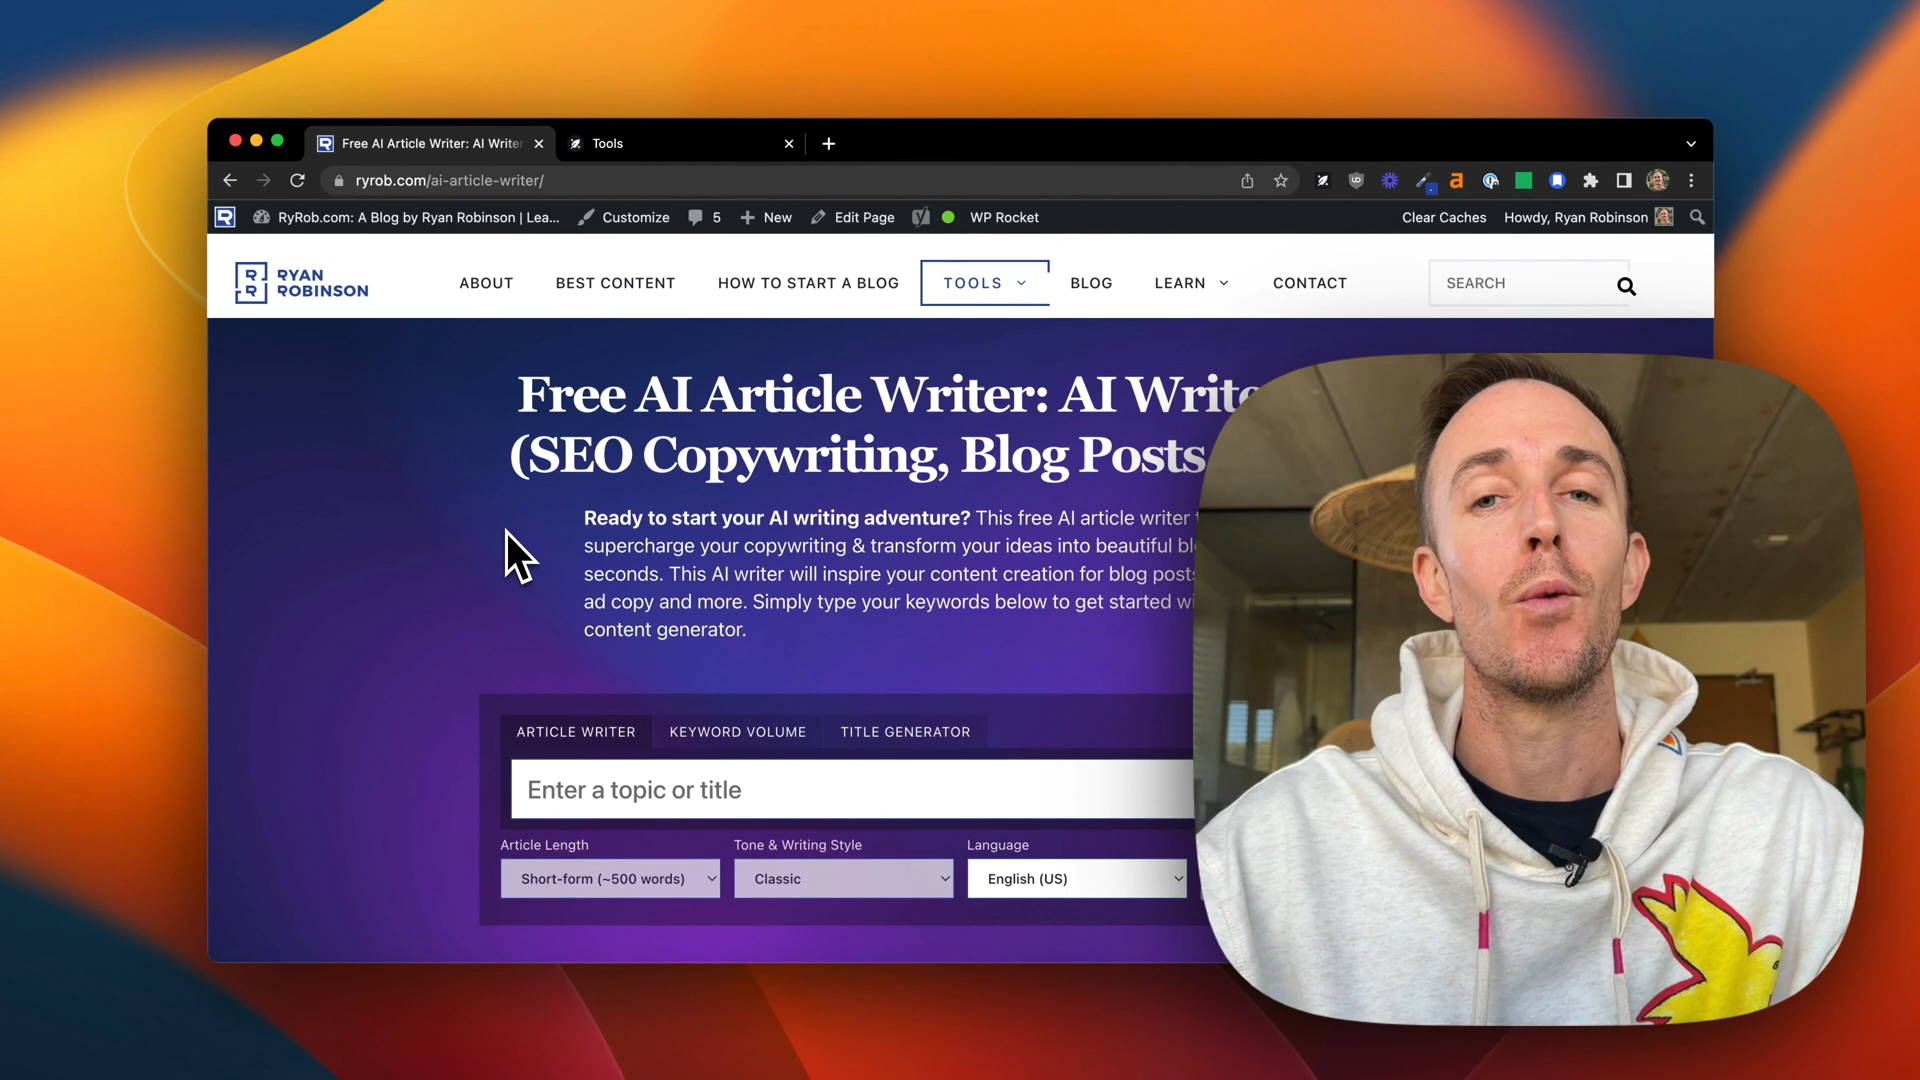 Free AI Article Writer: AI Writer
Tools
ryrob.com/ai-article-writer/
RyRob.com: A Blog by Ryan Robinson | Lea... Customize 5 New Edit Page WP Rocket Clear Caches Howdy, Ryan Robinson
RYAN
ROBINSON
ABOUT BEST CONTENT HOW TO START A BLOG TOOLS BLOG LEARN CONTACT SEARCH
Free AI Article Writer: AI Write
(SEO Copywriting, Blog Posts
Ready to start your AI writing adventure? This free AI article writer
supercharge your copywriting & transform your ideas into beautiful bl
seconds. This AI writer will inspire your content creation for blog posts
ad copy and more. Simply type your keywords below to get started wi
content generator.
ARTICLE WRITER KEYWORD VOLUME TITLE GENERATOR
Enter a topic or title
Article Length Tone & Writing Style Language
Short-form (~500 words) Classic English (US)